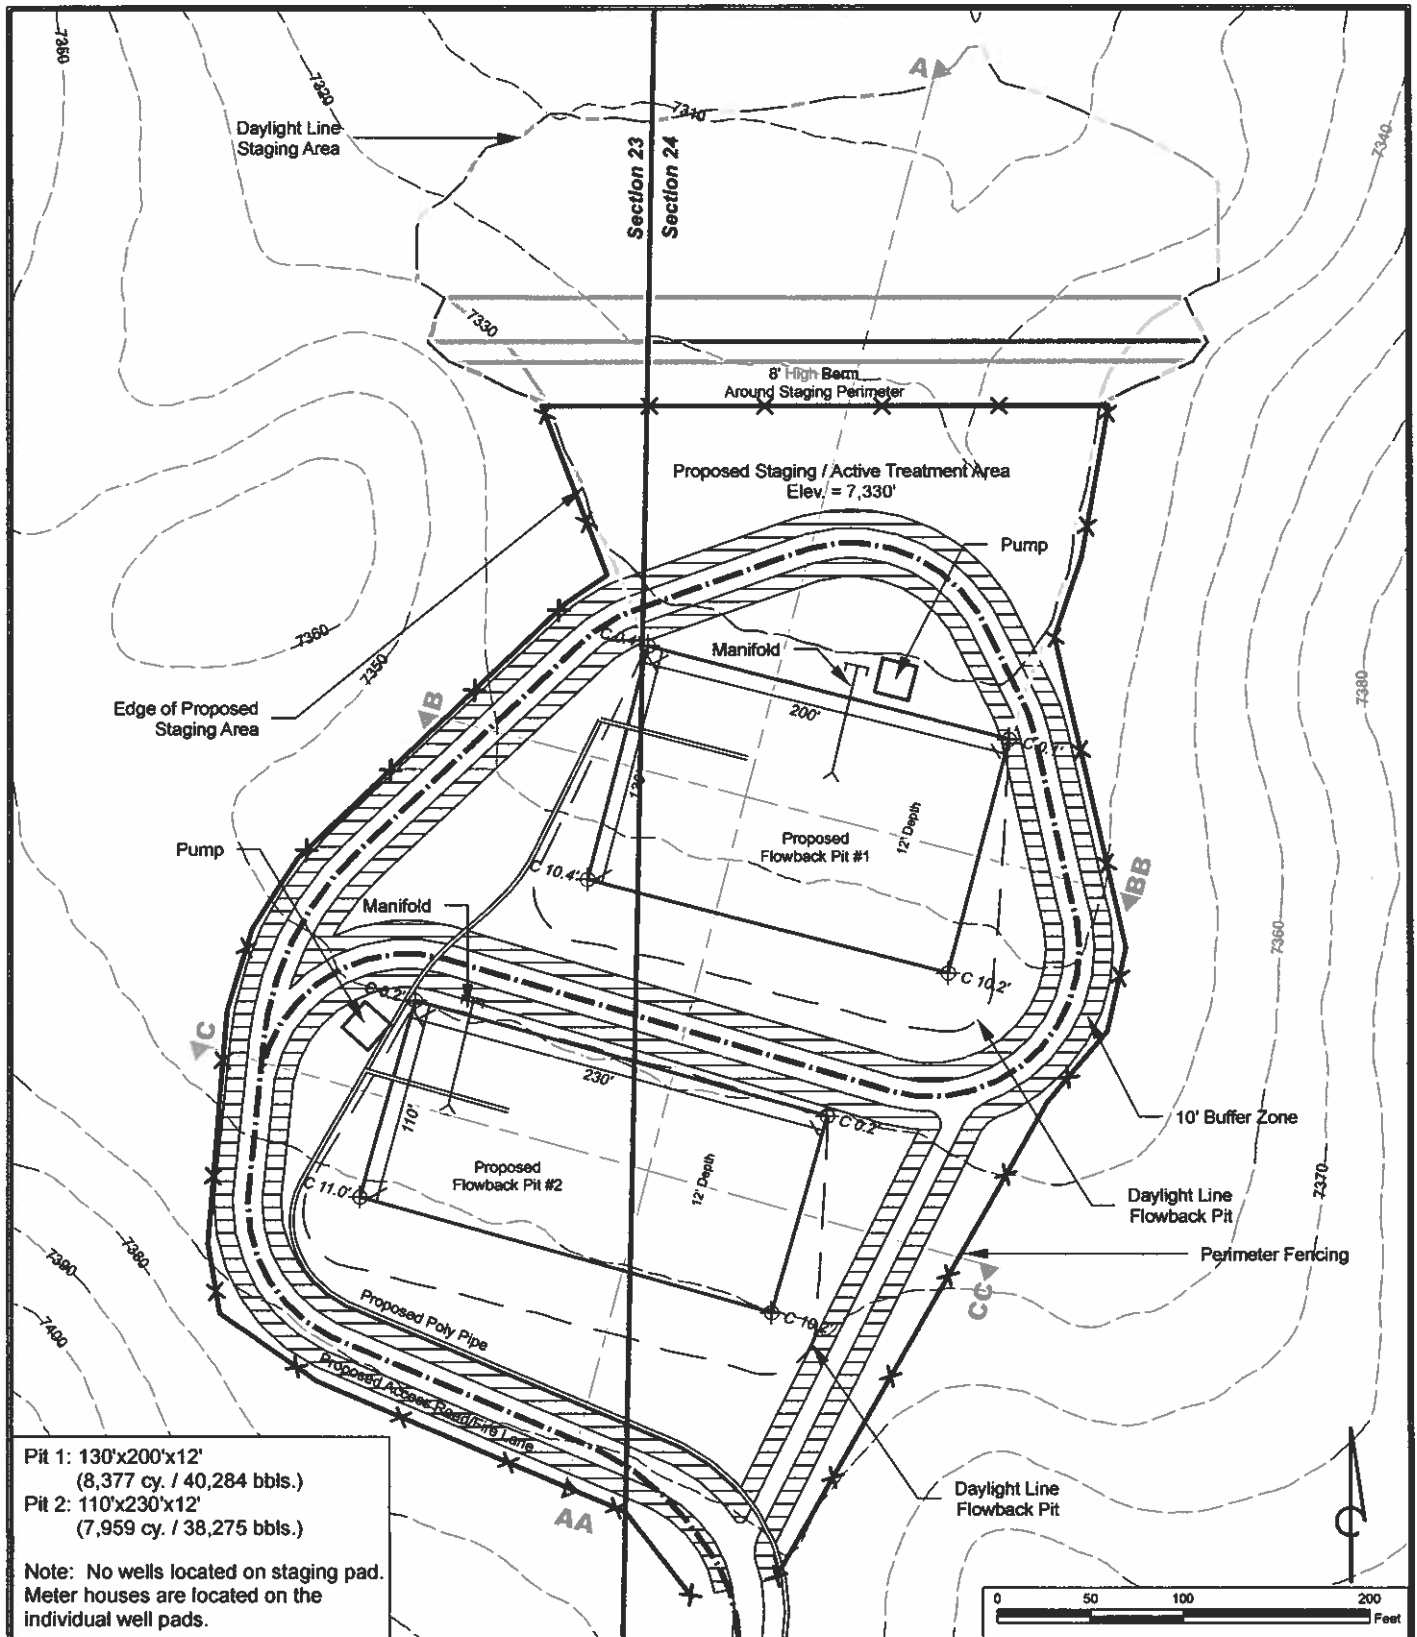 7360
7320
7310
A
7340
Daylight Line
Staging Area
Section 23
Section 24
7330
8' High Berm
Around Staging Perimeter
Proposed Staging / Active Treatment Area
Elev. = 7,330'
Pump
7360
7350
C 0.4'
Manifold
200'
7380
Edge of Proposed
Staging Area
B
130'
Proposed
Flowback Pit #1
12' Depth
Pump
C 10.4'
BB
Manifold
7360
C 10.2'
C
230'
110'
C 0.2'
10' Buffer Zone
Proposed
Flowback Pit #2
12' Depth
C 11.0'
7370
Daylight Line
Flowback Pit
7390
7380
Perimeter Fencing
CC
7400
Proposed Poly Pipe
Proposed Access Road/Fire Lane
Pit 1: 130'x200'x12'
(8,377 cy. / 40,284 bbls.)
Pit 2: 110'x230'x12'
(7,959 cy. / 38,275 bbls.)
Note: No wells located on staging pad.
Meter houses are located on the
individual well pads.
AA
Daylight Line
Flowback Pit
0 50 100 200
Feet